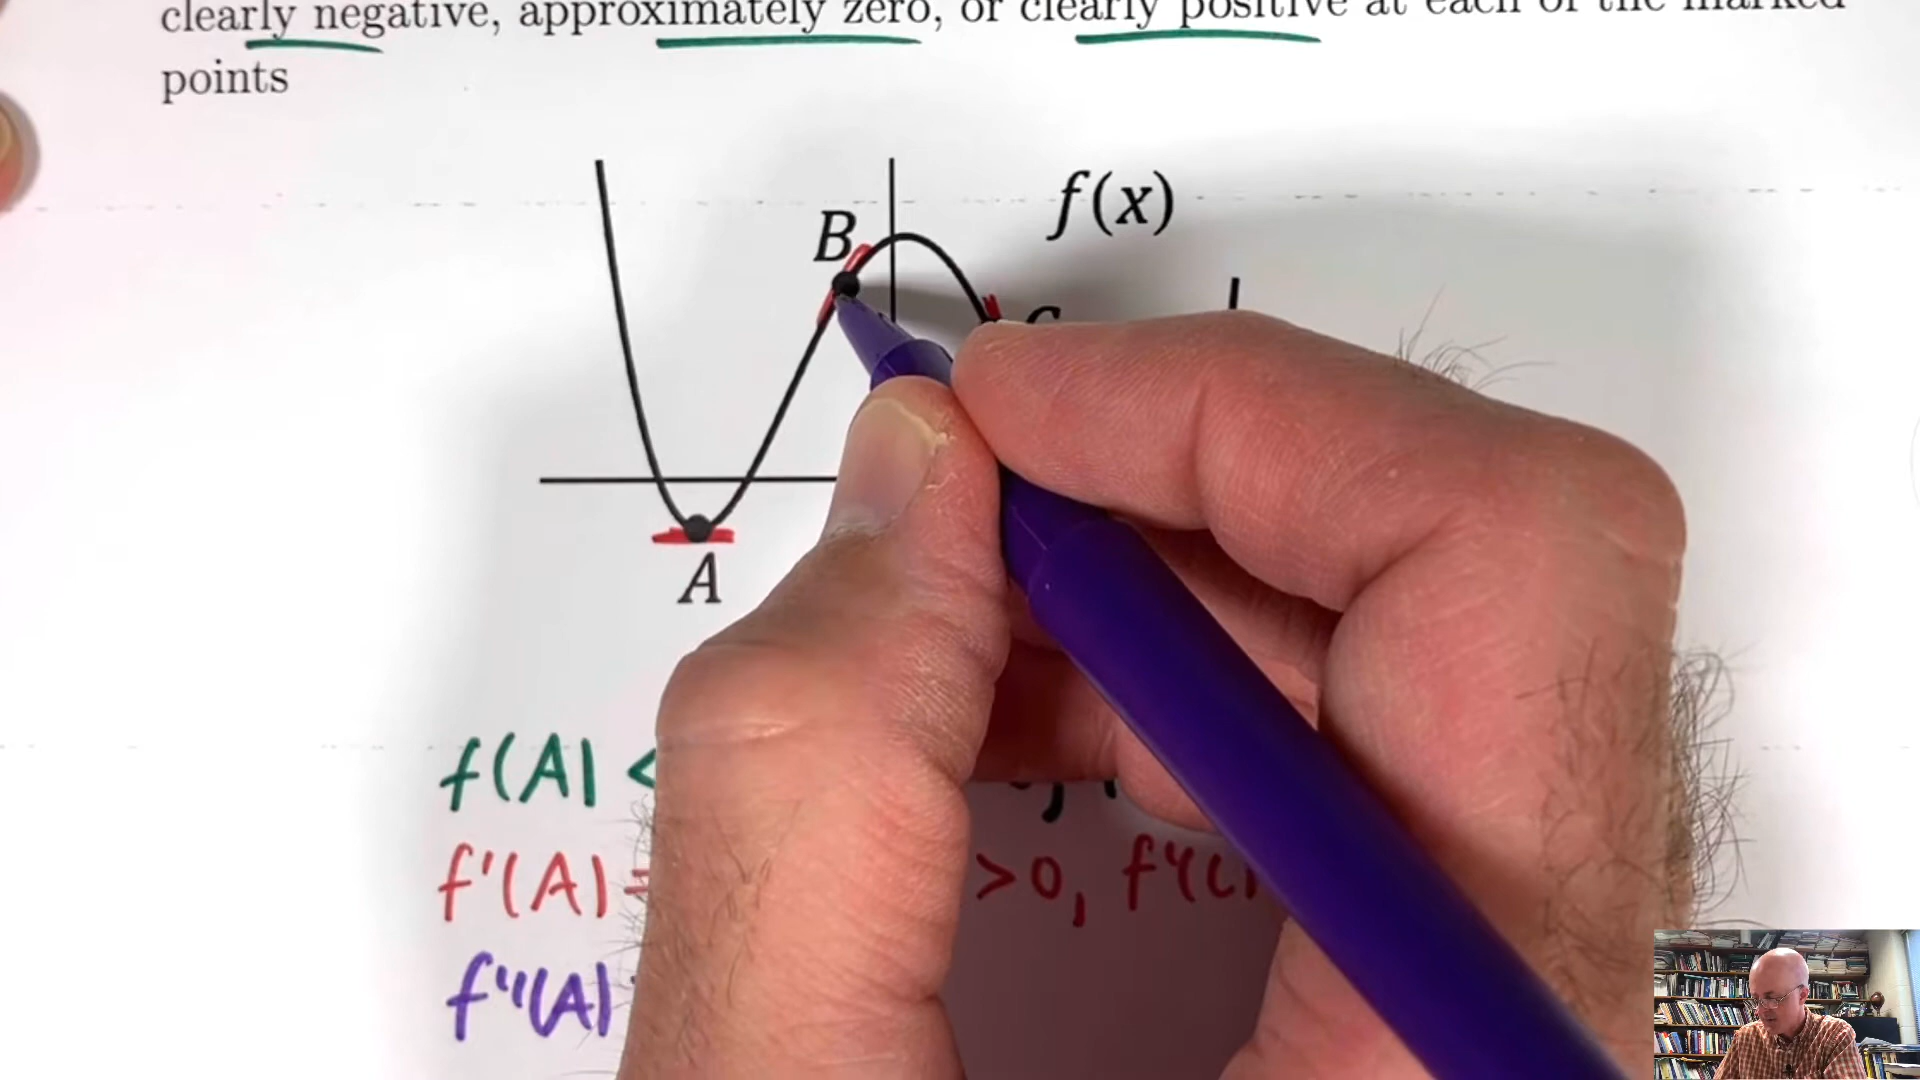 clearly negative, approximately zero, or clearly positive at each of the marked
points
f(x)
B
C
A
f(A) <
f'(A) = >0, f'(C)
f''(A)